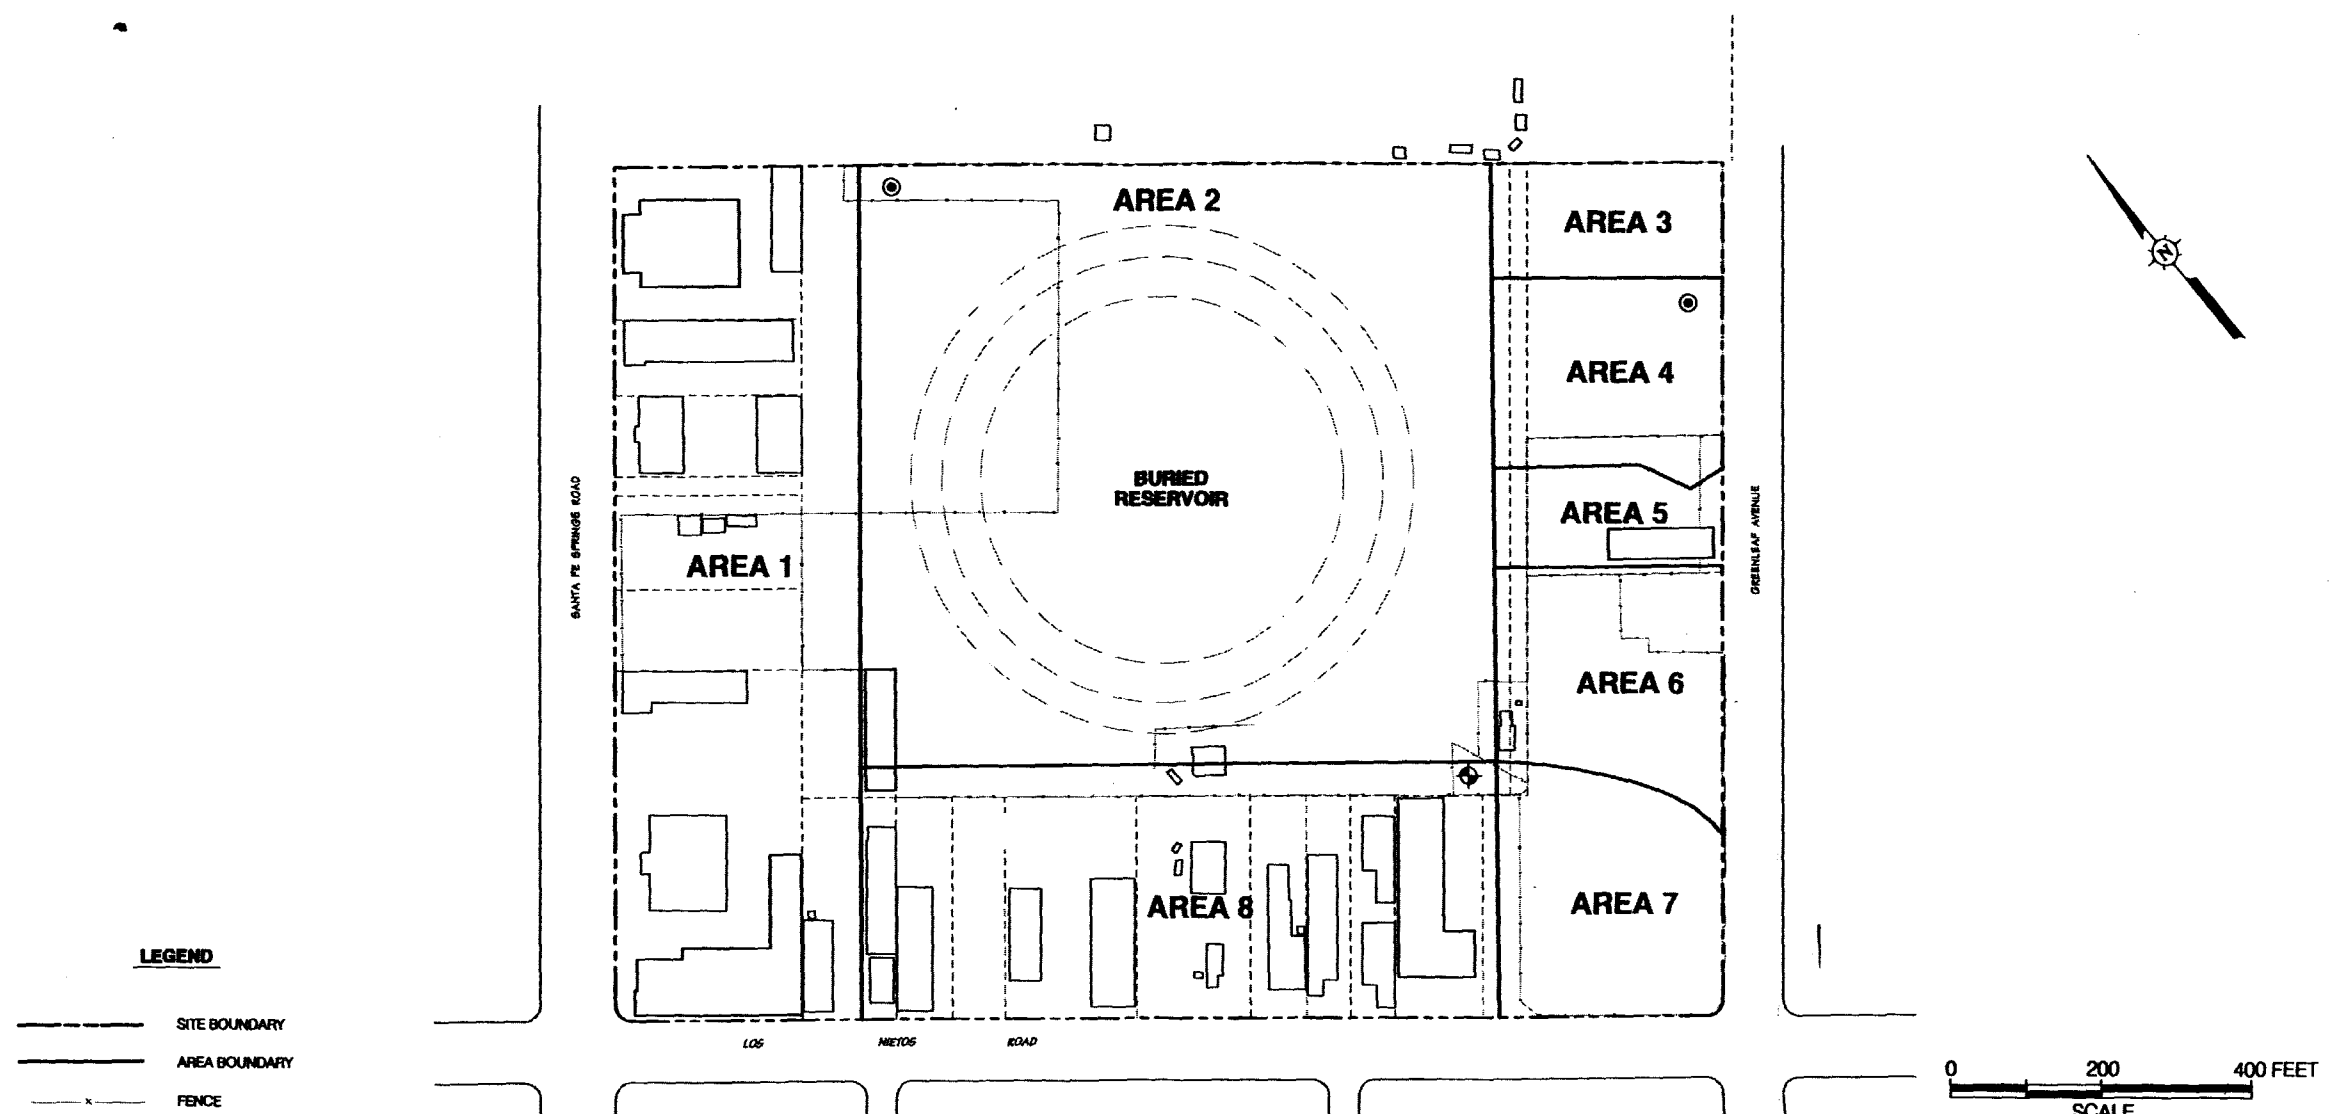 AREA 2
AREA 3
AREA 4
BURIED
RESERVOIR
AREA 5
AREA 1
AREA 6
AREA 8
AREA 7
SANTA FE SPRINGS ROAD
GREENLEAF AVENUE
LOS NIETOS ROAD
N
LEGEND
SITE BOUNDARY
AREA BOUNDARY
x FENCE
0 200 400 FEET
SCALE